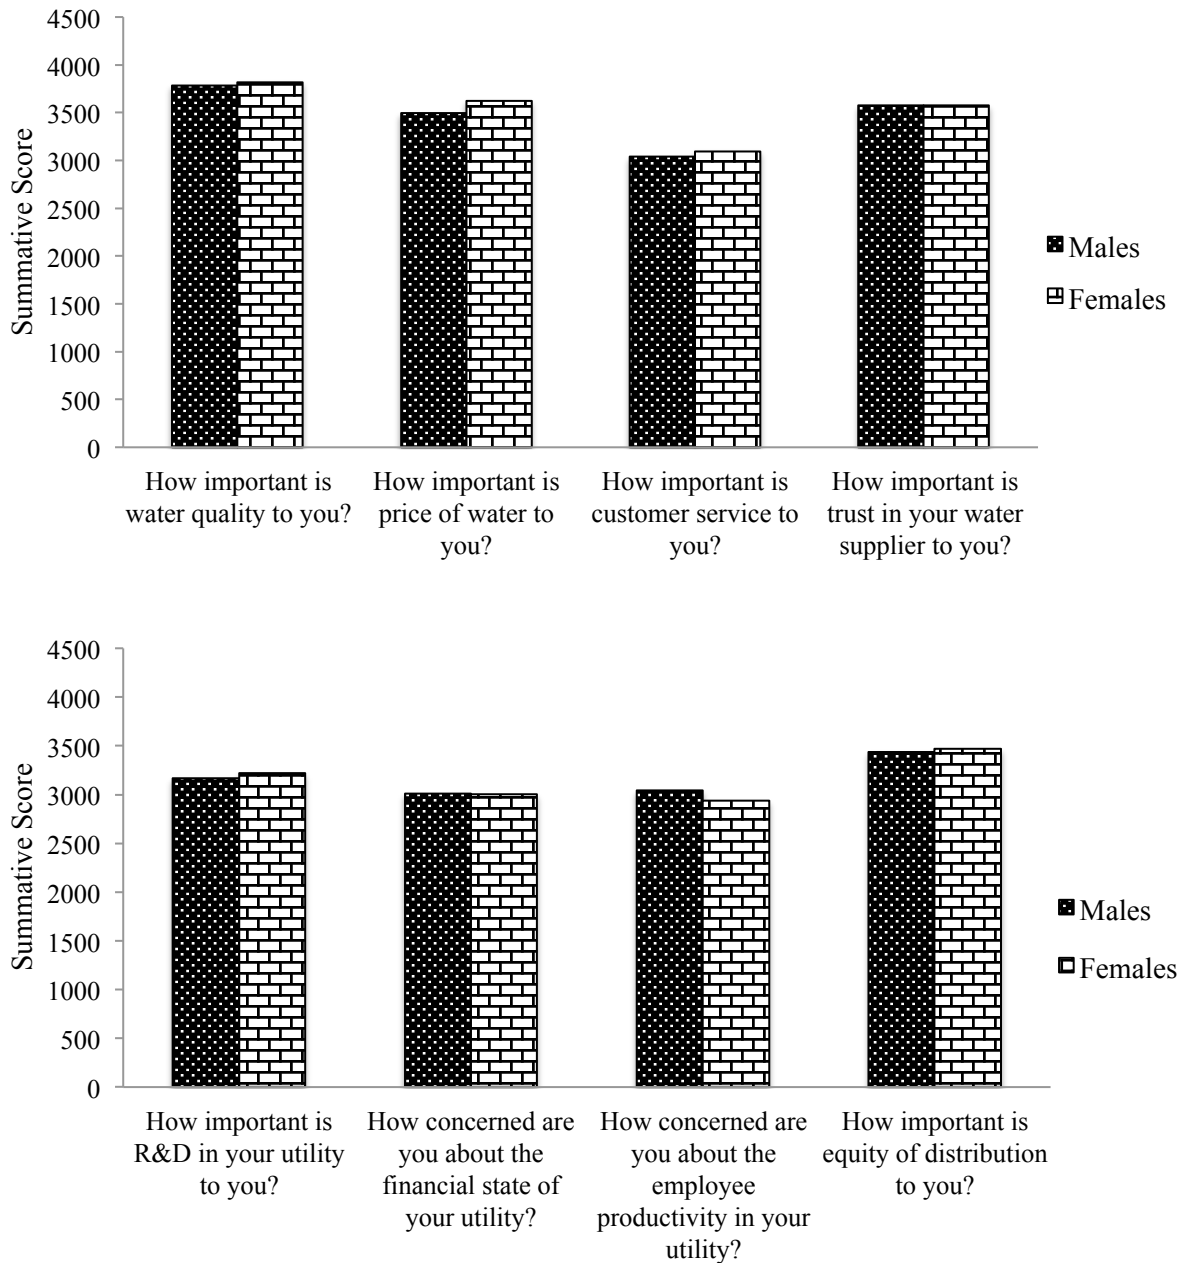 4500
4000
3500
3000
2500
2000
1500
1000
500
0
Summative Score
Males
Females
How important is
water quality to you?
How important is
price of water to
you?
How important is
customer service to
you?
How important is
trust in your water
supplier to you?
4500
4000
3500
3000
2500
2000
1500
1000
500
0
Summative Score
Males
Females
How important is
R&D in your utility
to you?
How concerned are
you about the
financial state of
your utility?
How concerned are
you about the
employee
productivity in your
utility?
How important is
equity of distribution
to you?